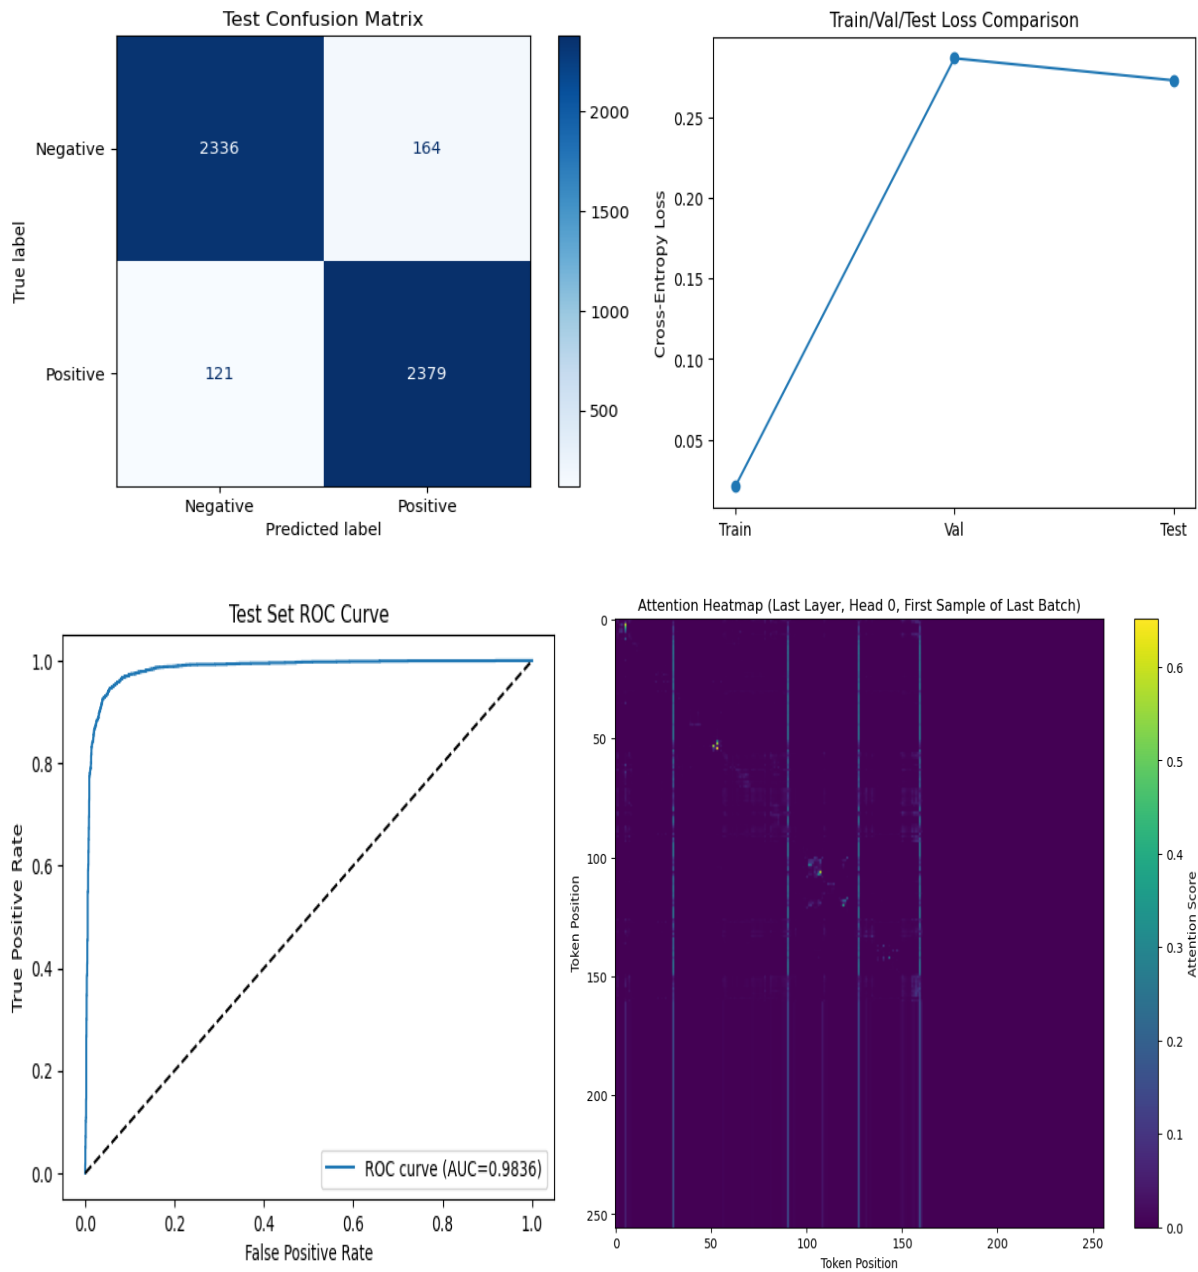 Test Confusion Matrix
Negative
Positive
True label
2336
164
121
2379
Negative
Positive
Predicted label
2000
1500
1000
500
Train/Val/Test Loss Comparison
Cross-Entropy Loss
0.25
0.20
0.15
0.10
0.05
Train
Val
Test
Test Set ROC Curve
True Positive Rate
1.0
0.8
0.6
0.4
0.2
0.0
ROC curve (AUC=0.9836)
0.0
0.2
0.4
0.6
0.8
1.0
False Positive Rate
Attention Heatmap (Last Layer, Head 0, First Sample of Last Batch)
Token Position
0
50
100
150
200
250
0
50
100
150
200
250
Token Position
0.6
0.5
0.4
0.3
0.2
0.1
0.0
Attention Score